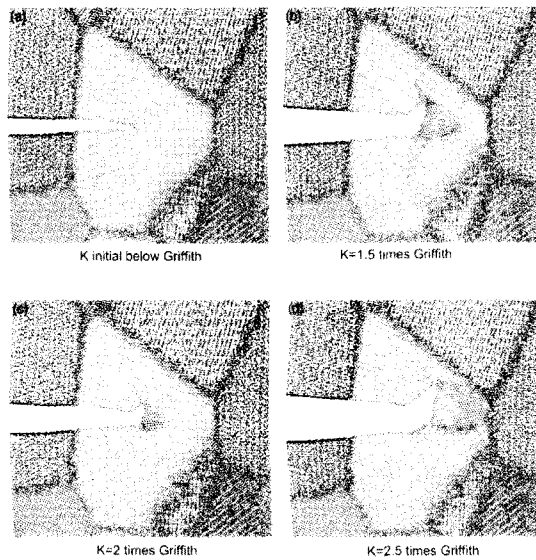 (a)
(b)
K initial below Griffith
K=1.5 times Griffith
(c)
(d)
K=2 times Griffith
K=2.5 times Griffith